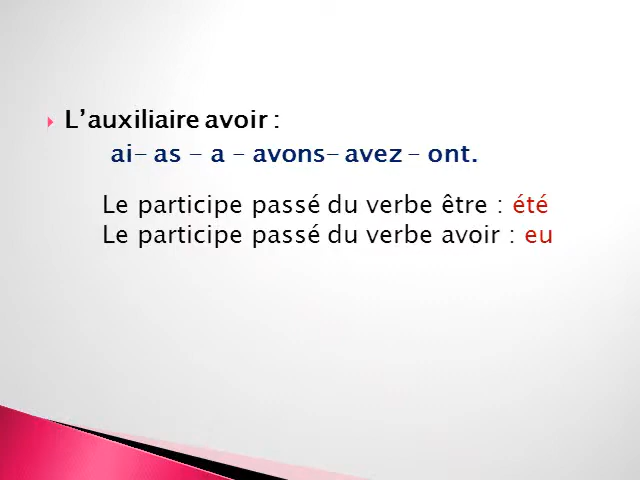 L'auxiliaire avoir :
ai- as - a - avons- avez - ont.
Le participe passé du verbe être : été
Le participe passé du verbe avoir : eu